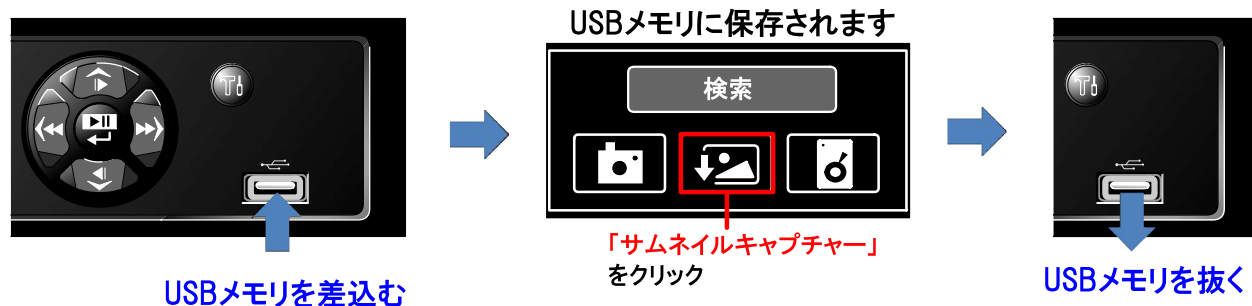 USBメモリに保存されます
検索
「サムネイルキャプチャー」
をクリック
USBメモリを差込む
USBメモリを抜く